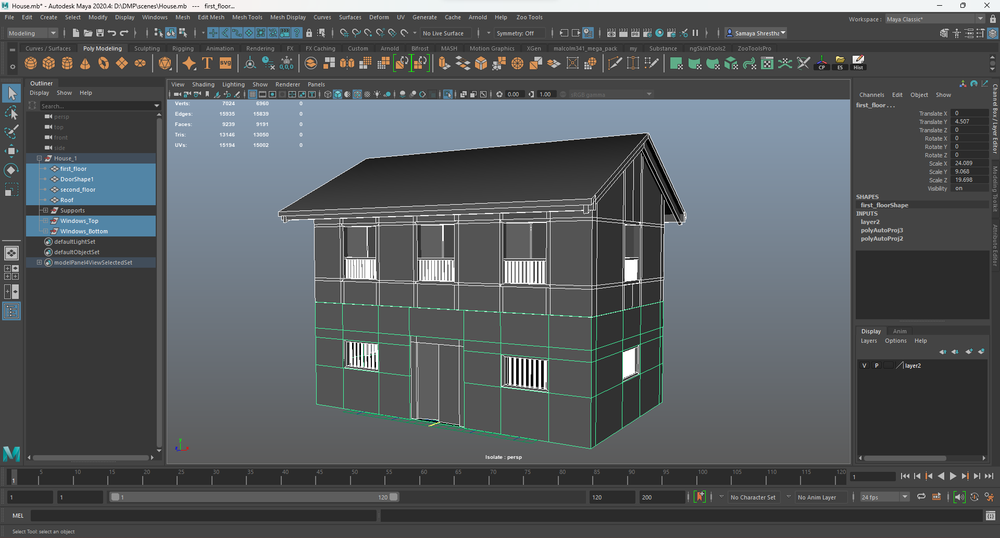 House.mb* - Autodesk Maya 2020.4: D:\DMP\scenes\House.mb --- first_floor...
File Edit Create Select Modify Display Windows Mesh Edit Mesh Mesh Tools Mesh Display Curves Surfaces Deform UV Generate Cache Arnold Help Zoo Tools
Workspace : Maya Classic*
Modeling
No Live Surface
Symmetry: Off
IPR
Samaya Shrestha
Curves / Surfaces Poly Modeling Sculpting Rigging Animation Rendering FX FX Caching Custom Arnold Bifrost MASH Motion Graphics XGen malcolm341_mega_pack my Substance ngSkinTools2 ZooToolsPro
T svg 0,0,0 CP ES Hist
Outliner
Display Show Help
Search...
persp
top
front
side
House_1
first_floor
DoorShape1
second_floor
Roof
Supports
Windows_Top
WIndows_Bottom
defaultLightSet
defaultObjectSet
modelPanel4ViewSelectedSet
View Shading Lighting Show Renderer Panels
0.00 1.00 sRGB gamma
Verts: 7024 6960 0
Edges: 15935 15839 0
Faces: 9239 9191 0
Tris: 13146 13050 0
UVs: 15194 15002 0
y
z x
Isolate : persp
Channels Edit Object Show
first_floor . . .
Translate X 0
Translate Y 4.507
Translate Z 0
Rotate X 0
Rotate Y 0
Rotate Z 0
Scale X 24.089
Scale Y 9.068
Scale Z 19.698
Visibility on
SHAPES
first_floorShape
INPUTS
layer2
polyAutoProj3
polyAutoProj2
Display Anim
Layers Options Help
V P layer2
Channel Box / Layer Editor
Modeling Toolkit
Attribute Editor
1 5 10 15 20 25 30 35 40 45 50 55 60 65 70 75 80 85 90 95 100 105 110 115 120
1
1 1 1 120 120 200
No Character Set
No Anim Layer
24 fps
MEL
Select Tool: select an object